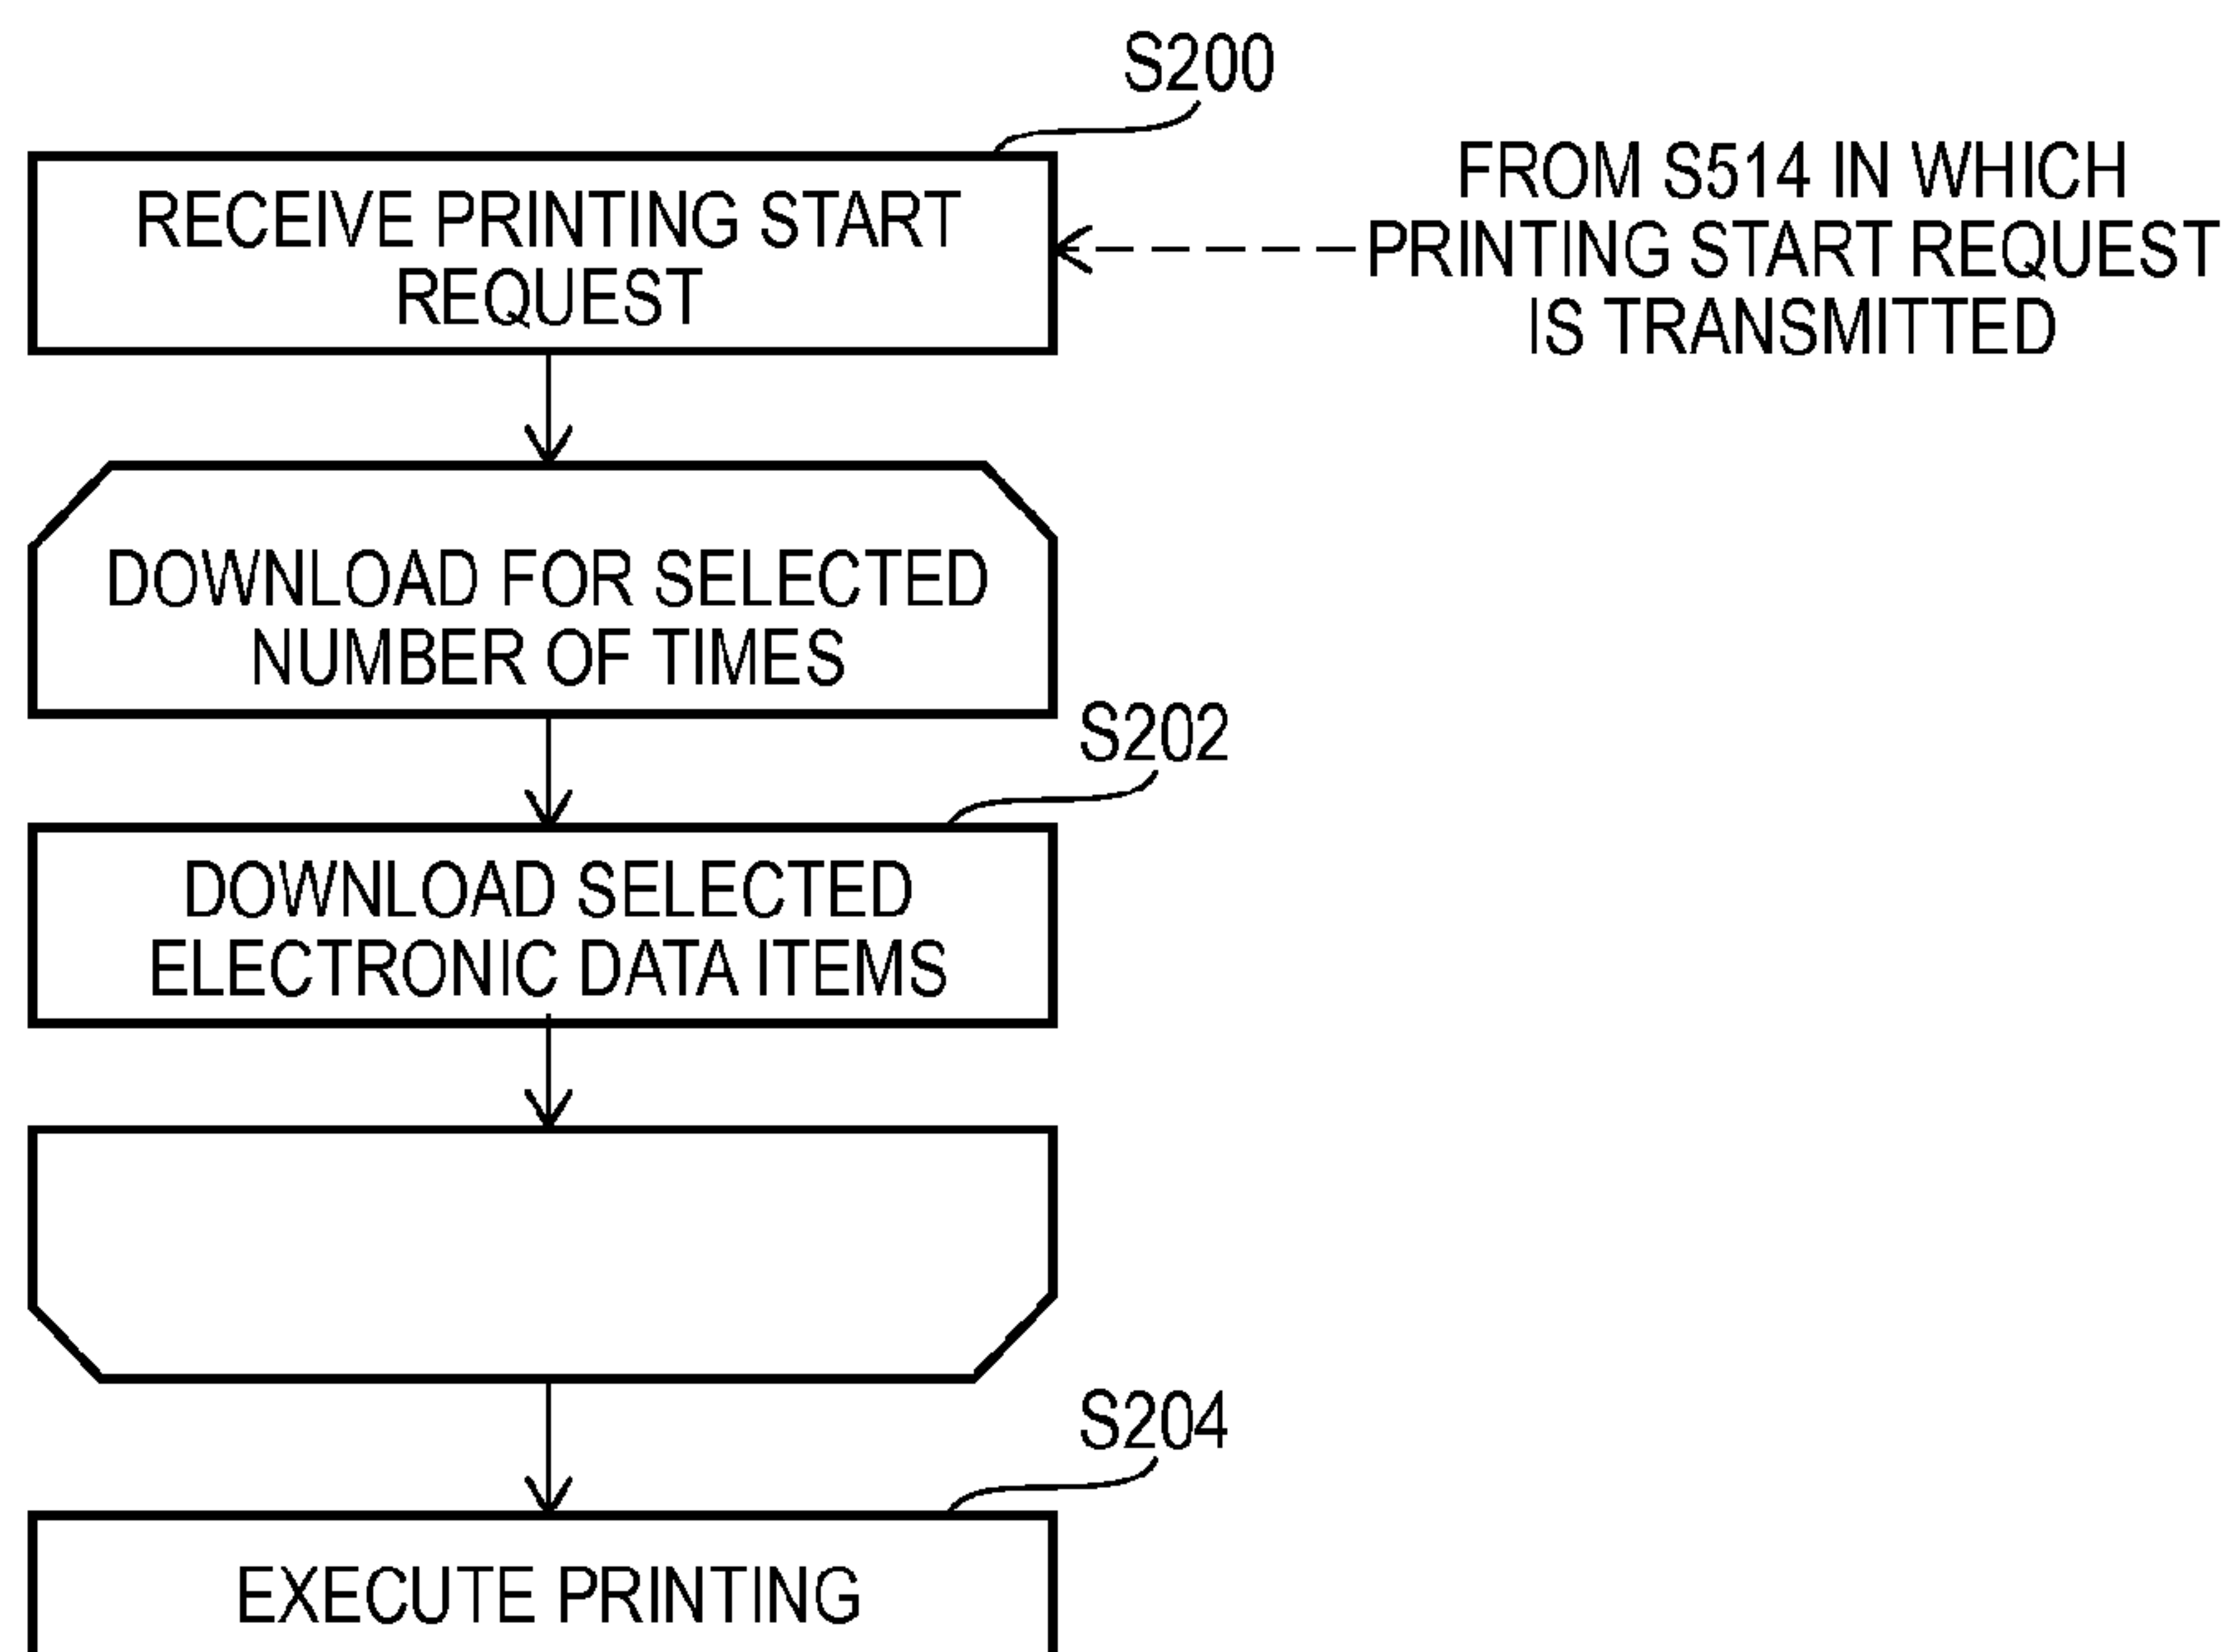 S200
RECEIVE PRINTING START
REQUEST
FROM S514 IN WHICH
PRINTING START REQUEST
IS TRANSMITTED
DOWNLOAD FOR SELECTED
NUMBER OF TIMES
S202
DOWNLOAD SELECTED
ELECTRONIC DATA ITEMS
S204
EXECUTE PRINTING